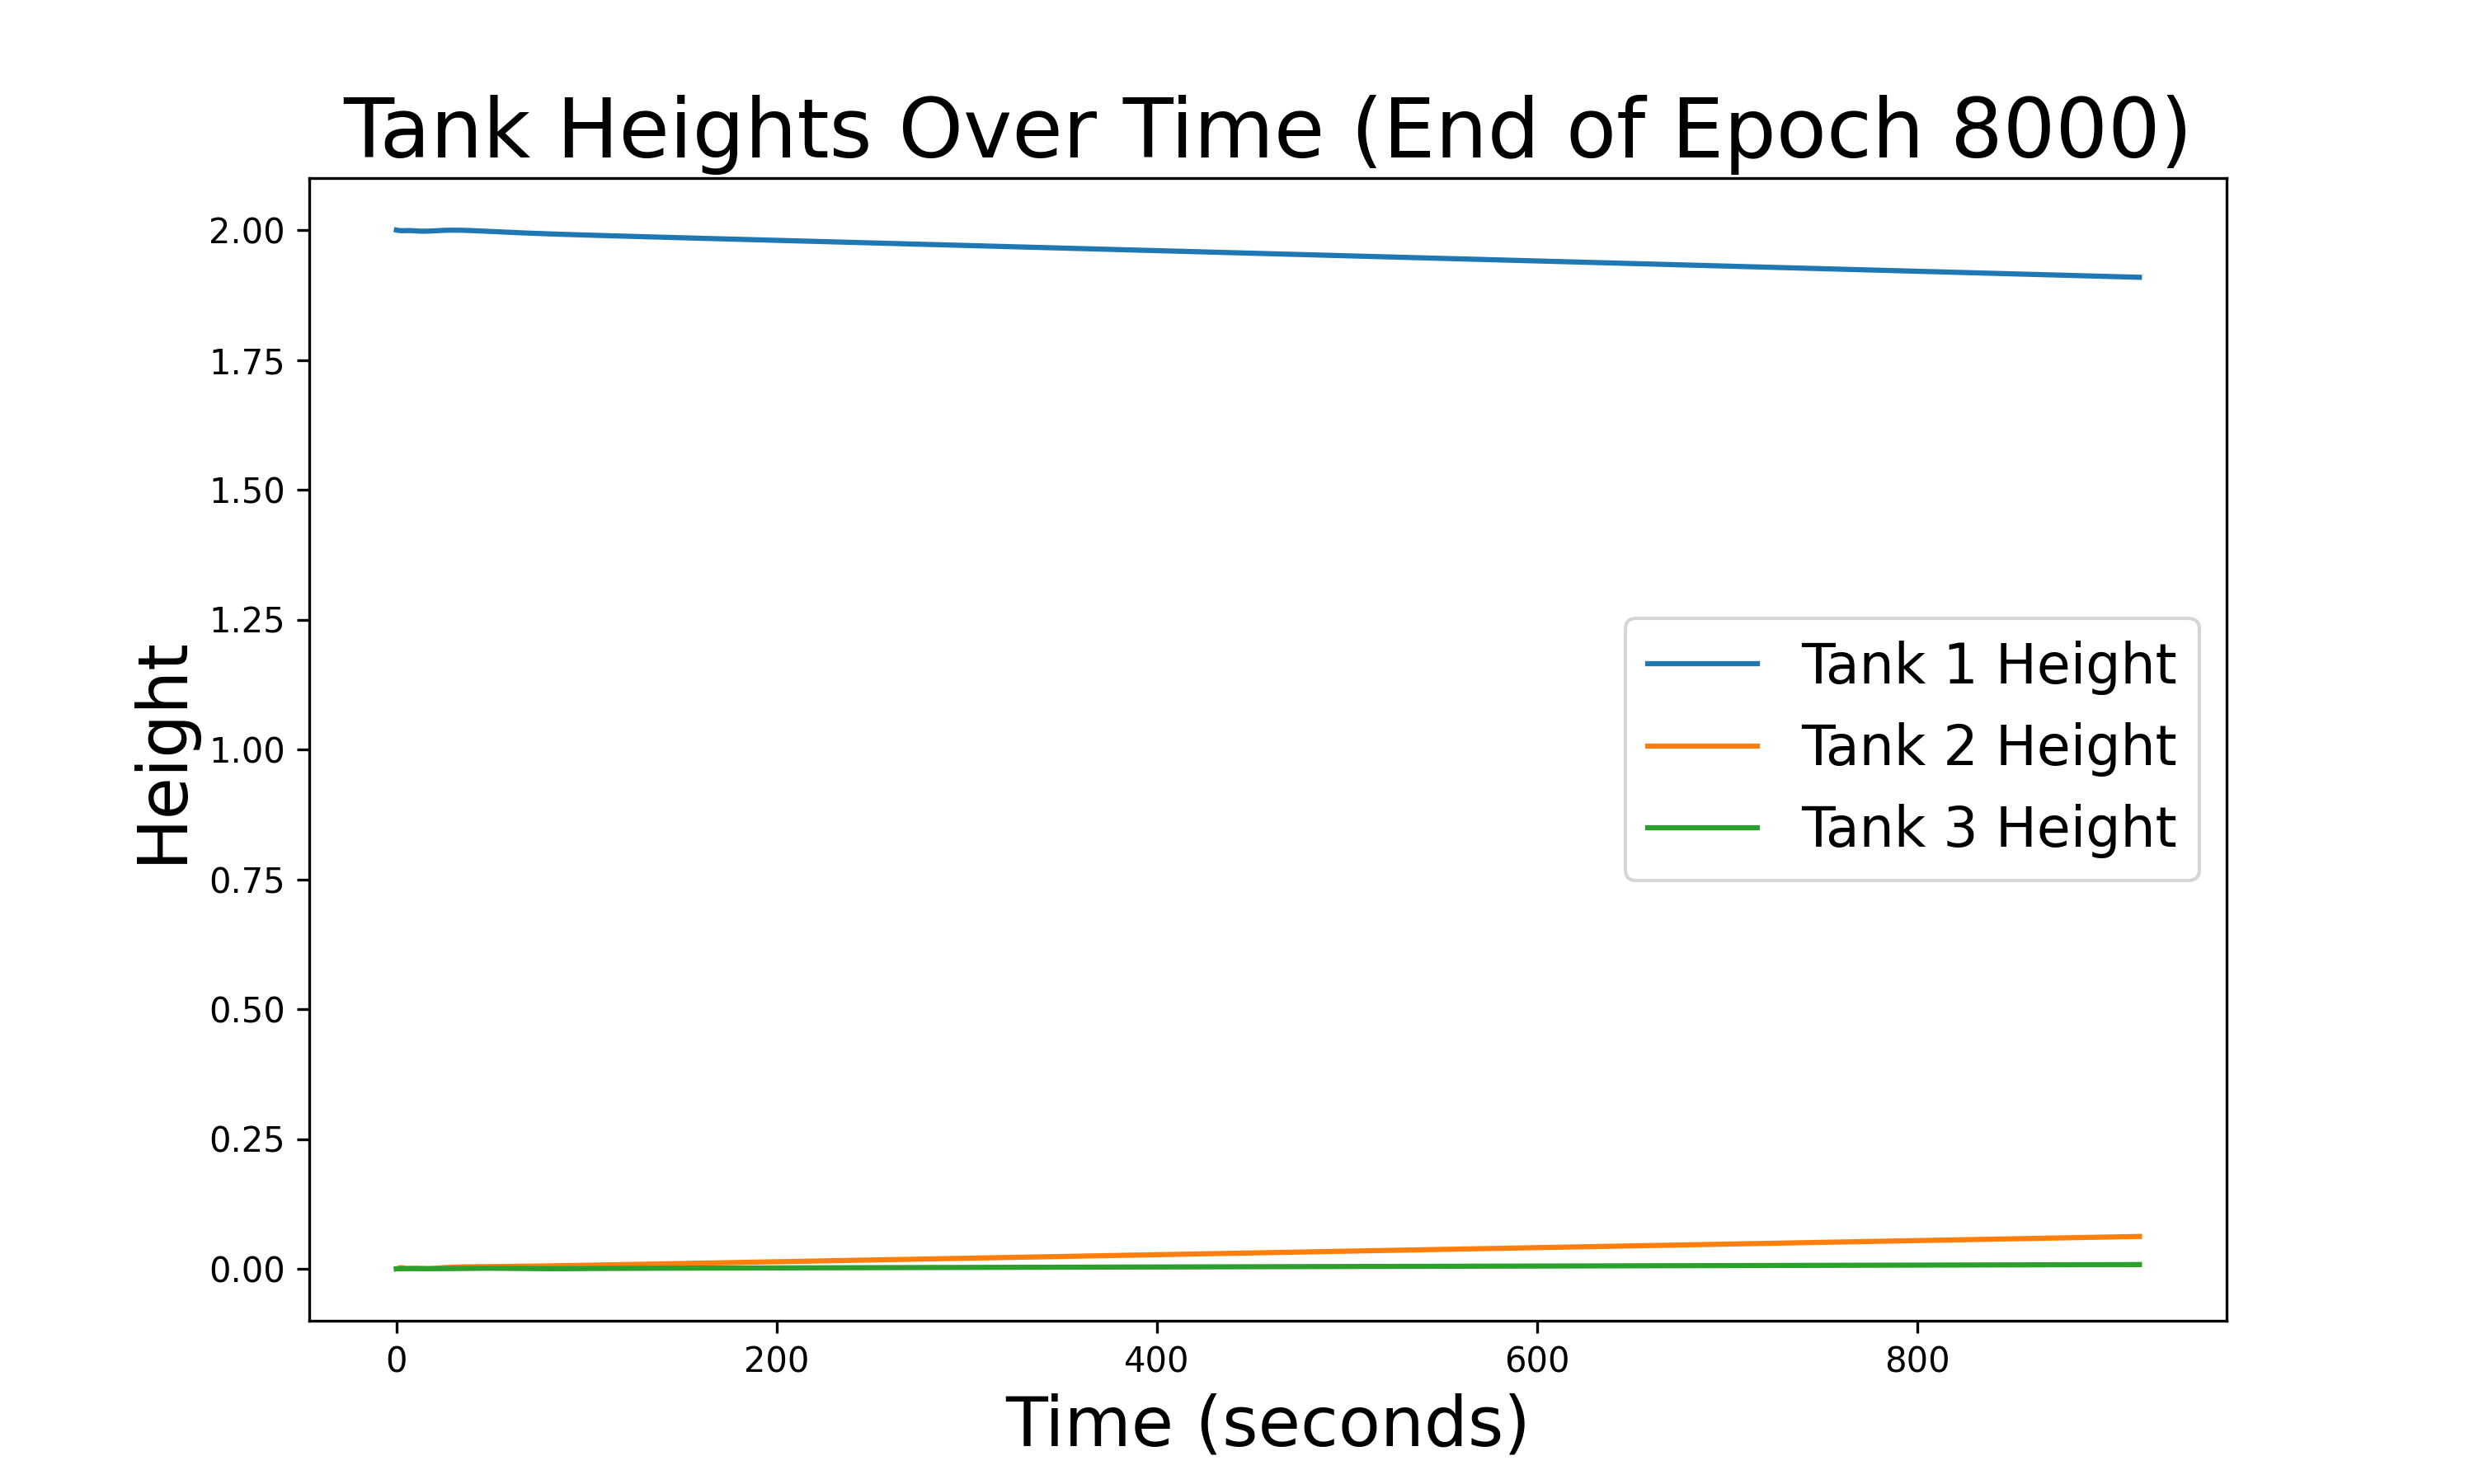 Tank Heights Over Time (End of Epoch 8000)
Height
2.00
1.75
1.50
1.25
1.00
0.75
0.50
0.25
0.00
Tank 1 Height
Tank 2 Height
Tank 3 Height
0 200 400 600 800
Time (seconds)